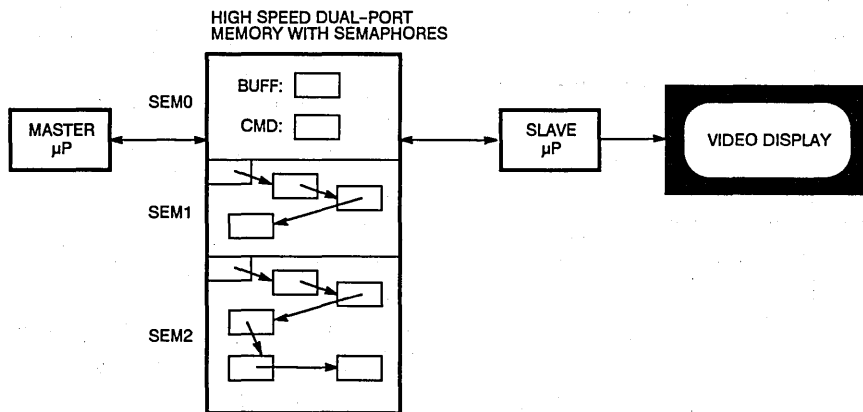 HIGH SPEED DUAL-PORT
MEMORY WITH SEMAPHORES
SEM0
BUFF:
CMD:
MASTER
µP
SLAVE
µP
VIDEO DISPLAY
SEM1
SEM2